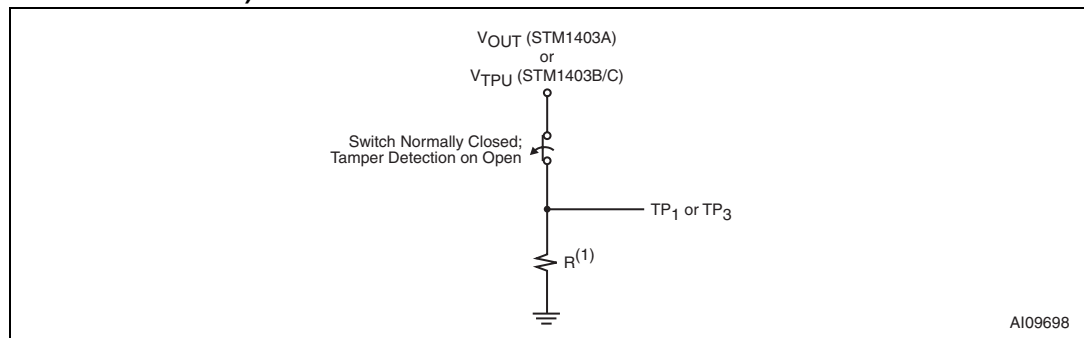 VOUT (STM1403A)
or
VTPU (STM1403B/C)
Switch Normally Closed;
Tamper Detection on Open
TP1 or TP3
R(1)
AI09698